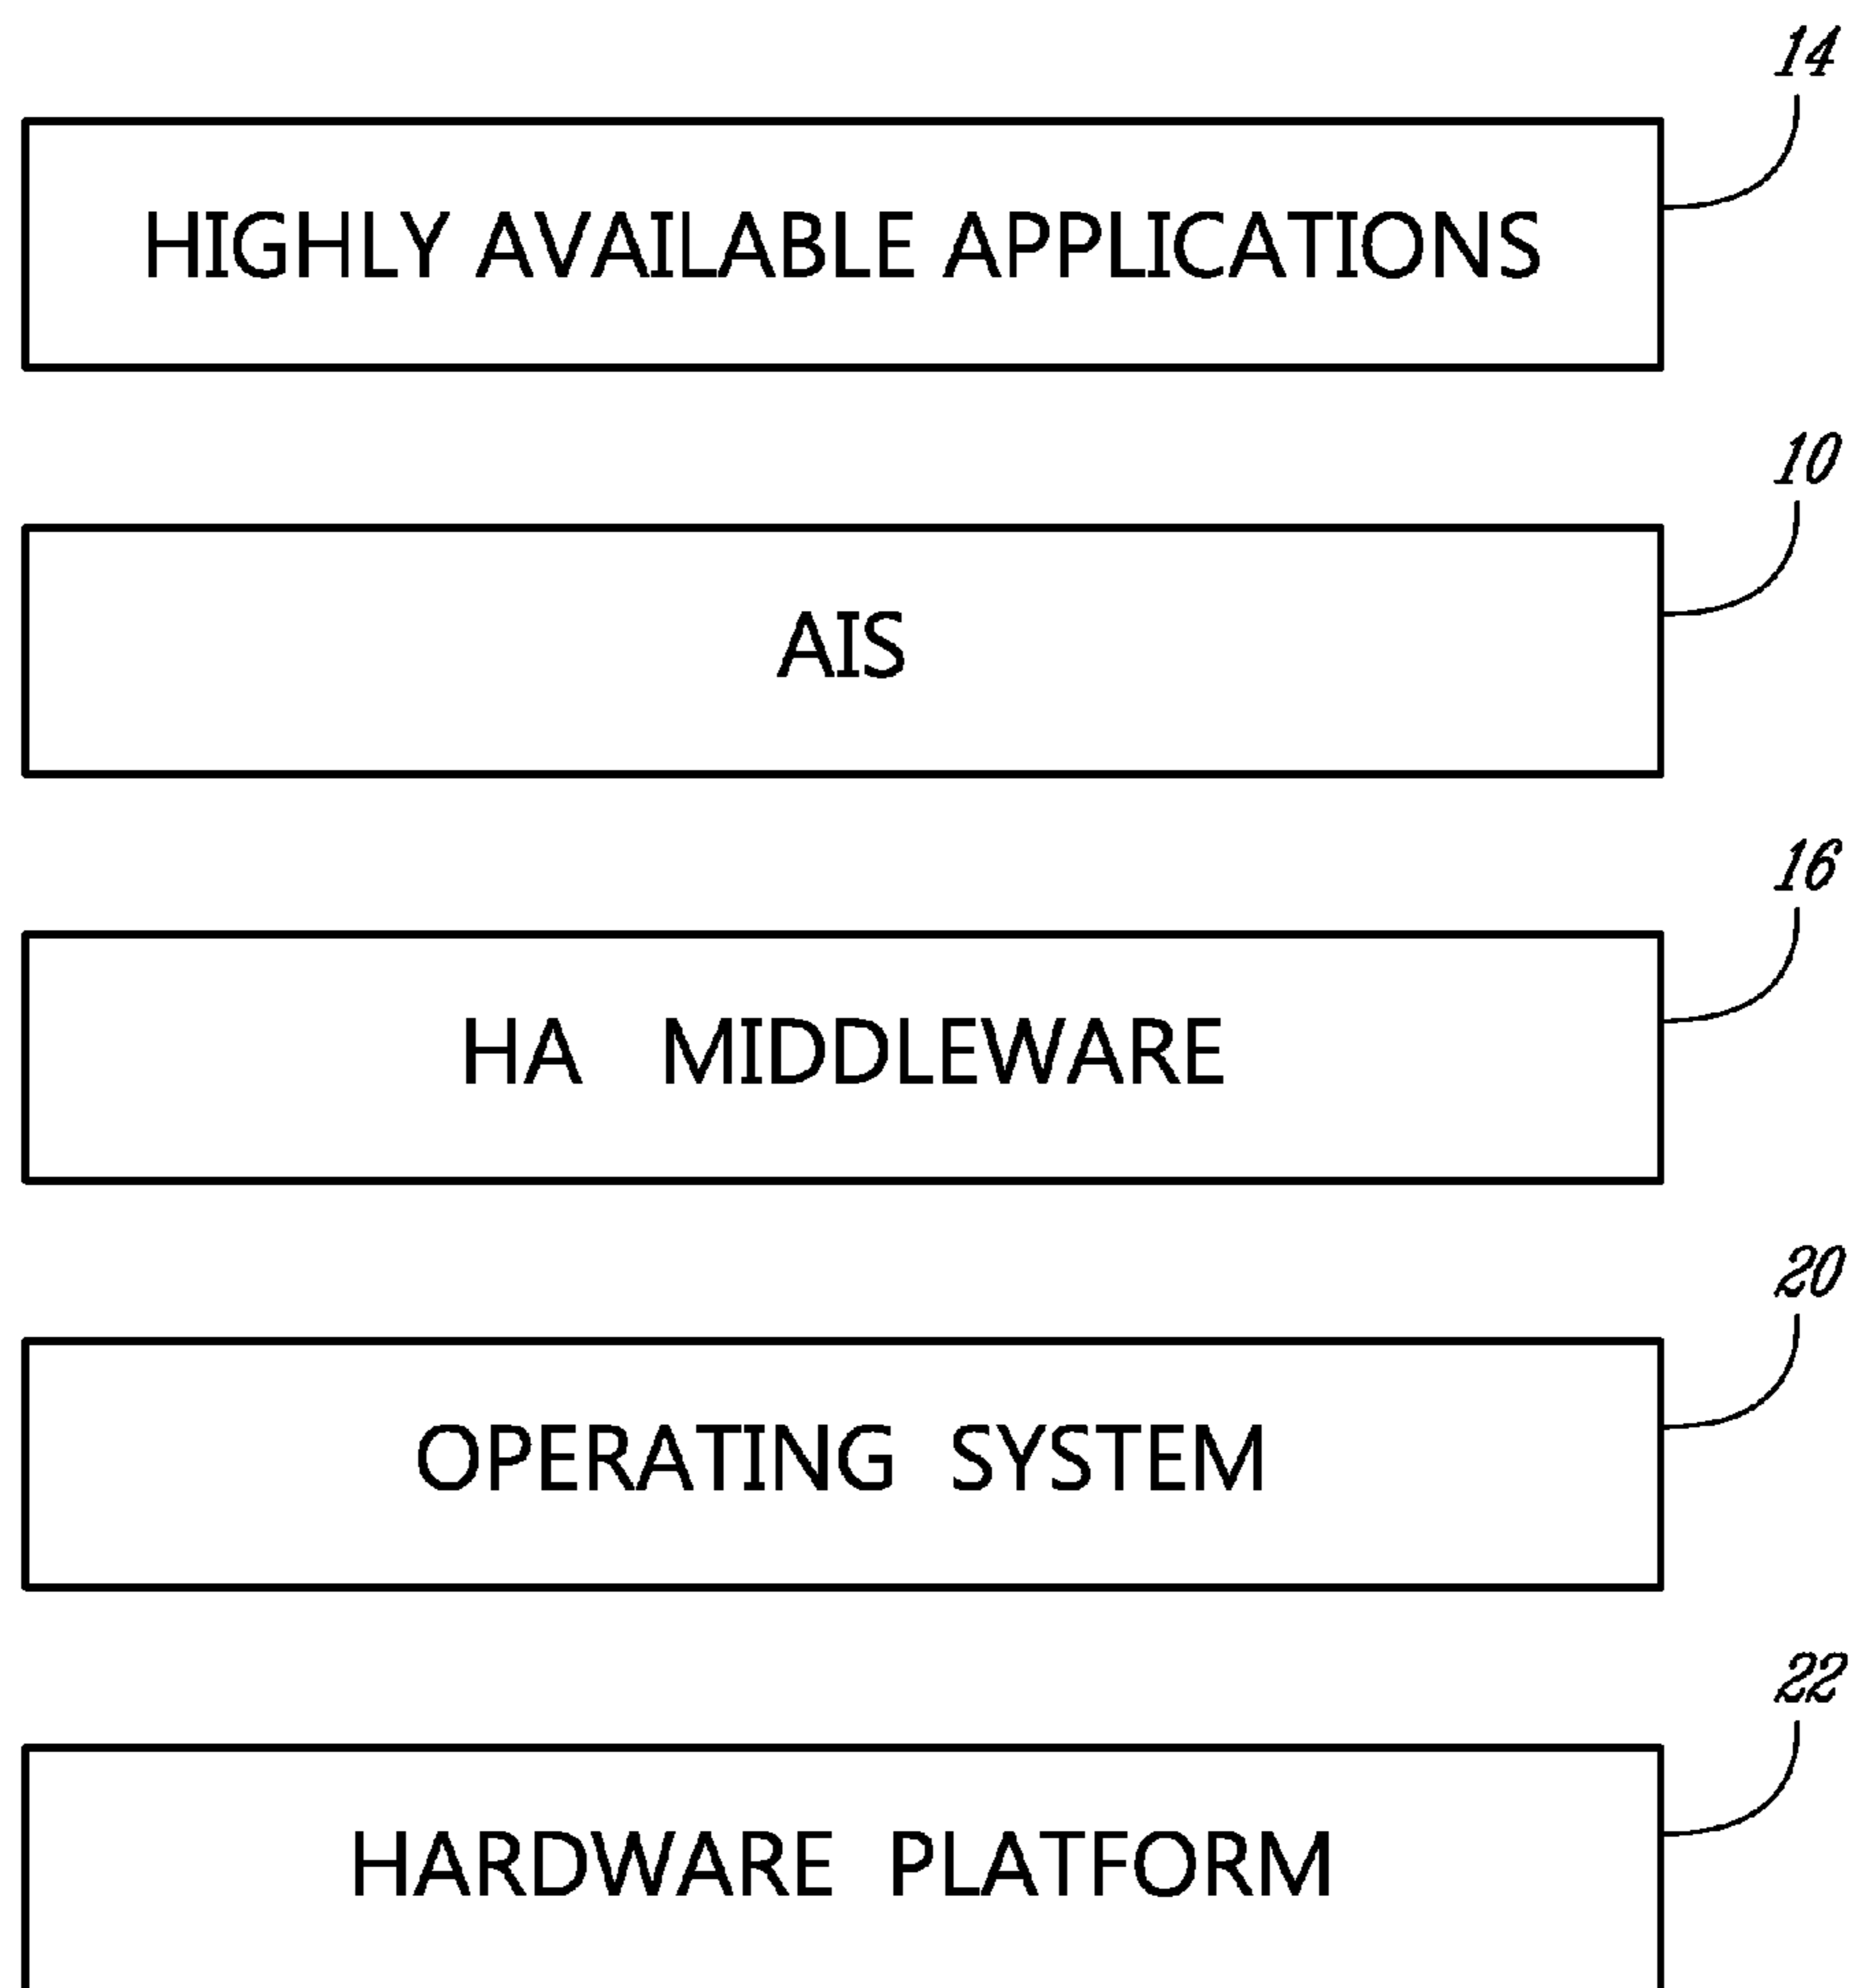 14
HIGHLY AVAILABLE APPLICATIONS
10
AIS
16
HA MIDDLEWARE
20
OPERATING SYSTEM
22
HARDWARE PLATFORM